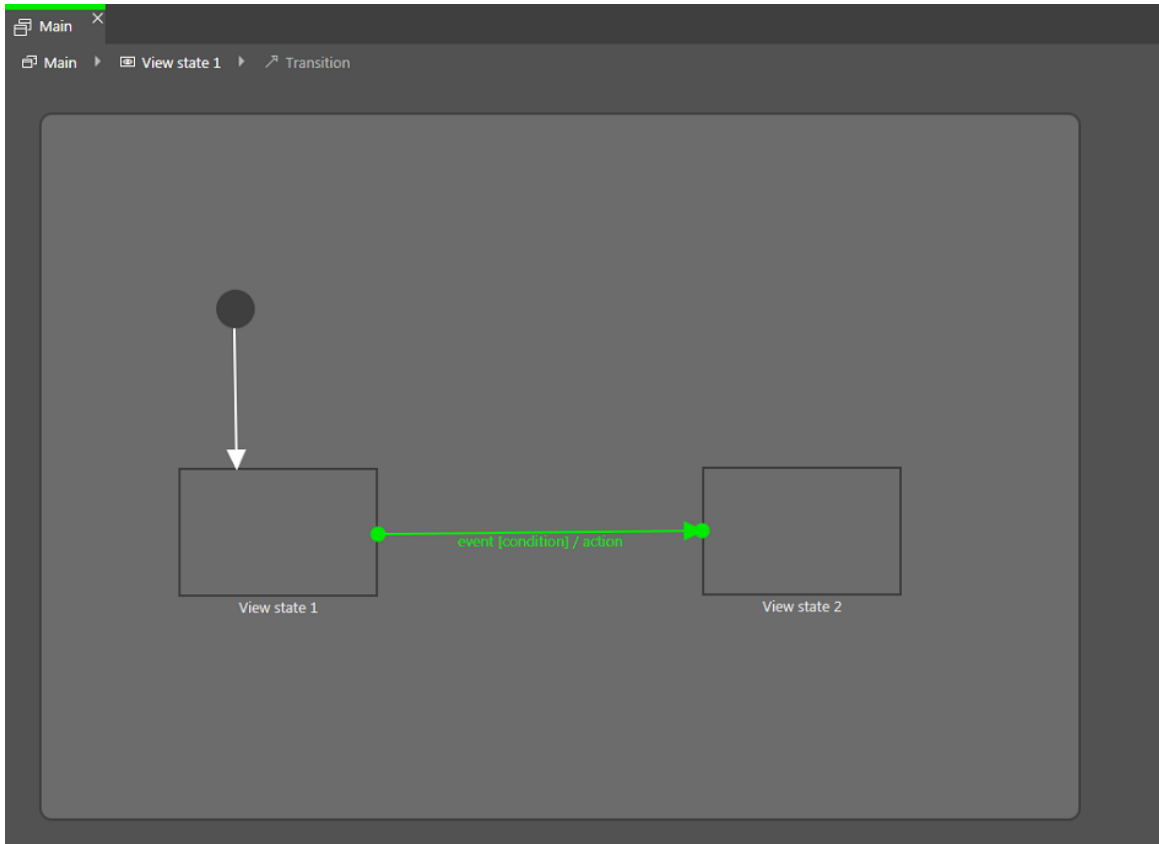 Main
Main View state 1 Transition
event [condition] / action
View state 1
View state 2